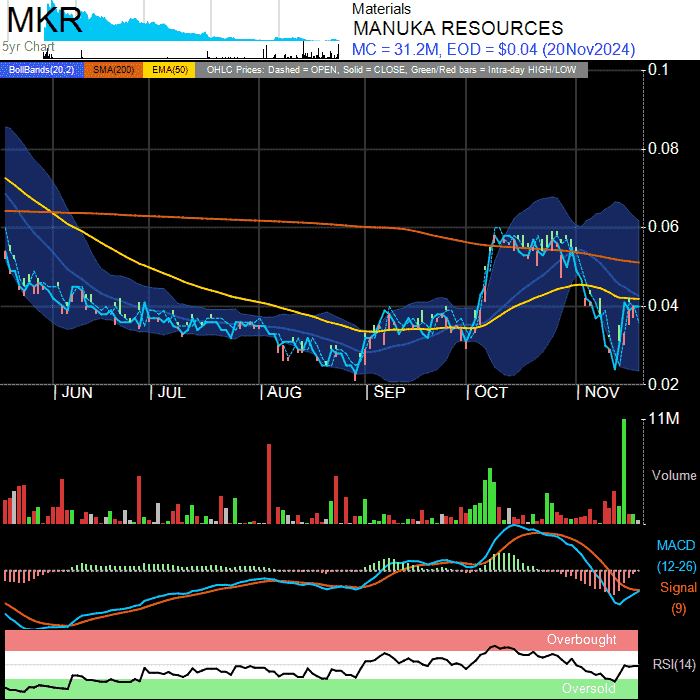 MKR
5yr Chart
Materials
MANUKA RESOURCES
MC = 31.2M, EOD = $0.04 (20Nov2024)
BollBands(20,2) SMA(200) EMA(50) OHLC Prices: Dashed = OPEN, Solid = CLOSE, Green/Red bars = Intra-day HIGH/LOW
0.1
0.08
0.06
0.04
0.02
JUN JUL AUG SEP OCT NOV
11M
Volume
MACD
(12-26)
Signal
(9)
Overbought
RSI(14)
Oversold